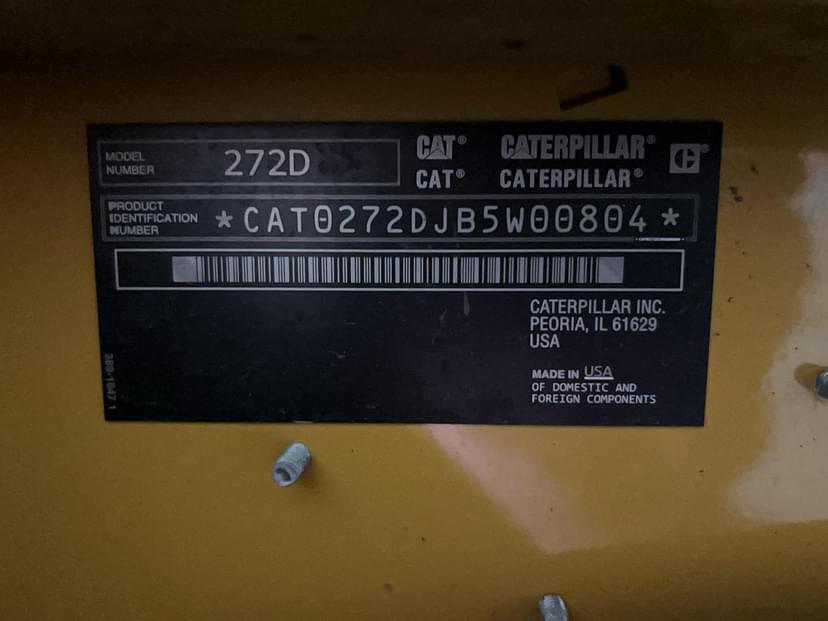 MODEL NUMBER 272D
CAT® CATERPILLAR®
CAT® CATERPILLAR®
PRODUCT IDENTIFICATION NUMBER *CAT0272DJB5W00804*
CATERPILLAR INC.
PEORIA, IL 61629
USA
MADE IN USA
OF DOMESTIC AND
FOREIGN COMPONENTS